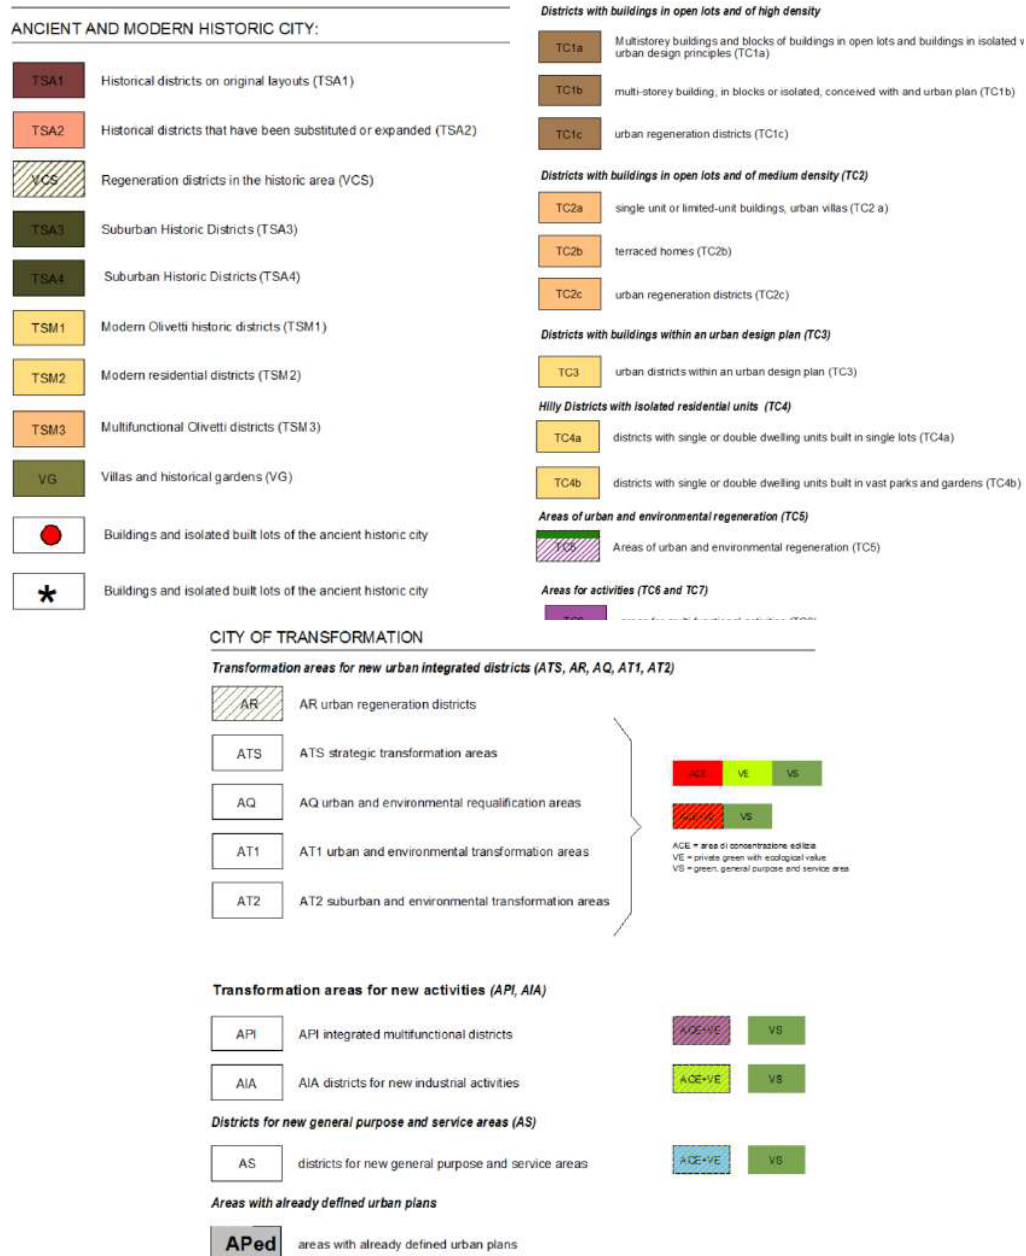 ANCIENT AND MODERN HISTORIC CITY:
TSA1 Historical districts on original layouts (TSA1)
TSA2 Historical districts that have been substituted or expanded (TSA2)
VCS Regeneration districts in the historic area (VCS)
TSA3 Suburban Historic Districts (TSA3)
TSA4 Suburban Historic Districts (TSA4)
TSM1 Modern Olivetti historic districts (TSM1)
TSM2 Modern residential districts (TSM2)
TSM3 Multifunctional Olivetti districts (TSM3)
VG Villas and historical gardens (VG)
Buildings and isolated built lots of the ancient historic city
* Buildings and isolated built lots of the ancient historic city
Districts with buildings in open lots and of high density
TC1a Multistorey buildings and blocks of buildings in open lots and buildings in isolated
urban design principles (TC1a)
TC1b multi-storey building, in blocks or isolated, conceived with and urban plan (TC1b)
TC1c urban regeneration districts (TC1c)
Districts with buildings in open lots and of medium density (TC2)
TC2a single unit or limited-unit buildings, urban villas (TC2 a)
TC2b terraced homes (TC2b)
TC2c urban regeneration districts (TC2c)
Districts with buildings within an urban design plan (TC3)
TC3 urban districts within an urban design plan (TC3)
Hilly Districts with isolated residential units (TC4)
TC4a districts with single or double dwelling units built in single lots (TC4a)
TC4b districts with single or double dwelling units built in vast parks and gardens (TC4b)
Areas of urban and environmental regeneration (TC5)
TC5 Areas of urban and environmental regeneration (TC5)
Areas for activities (TC6 and TC7)
CITY OF TRANSFORMATION
Transformation areas for new urban integrated districts (ATS, AR, AQ, AT1, AT2)
AR AR urban regeneration districts
ATS ATS strategic transformation areas
AQ AQ urban and environmental requalification areas
AT1 AT1 urban and environmental transformation areas
AT2 AT2 suburban and environmental transformation areas
ACE VE VS
ACE+VE VS
ACE = area di concentrazione edilizia
VE = private green with ecological value
VS = green, general purpose and service area
Transformation areas for new activities (API, AIA)
API API integrated multifunctional districts ACE+VE VS
AIA AIA districts for new industrial activities ACE+VE VS
Districts for new general purpose and service areas (AS)
AS districts for new general purpose and service areas ACE+VE VS
Areas with already defined urban plans
APed areas with already defined urban plans